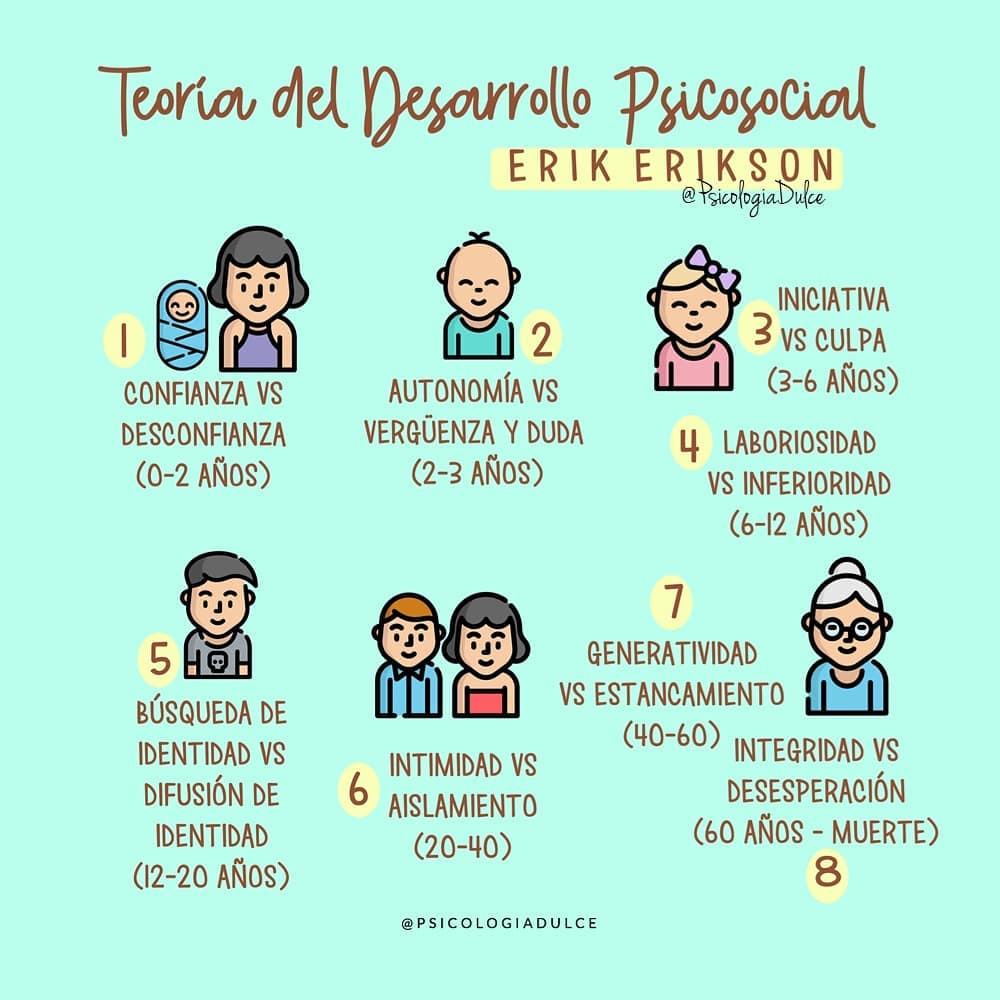 Teoría del Desarrollo Psicosocial
ERIK ERIKSON
@PsicologiaDulce
1
CONFIANZA VS
DESCONFIANZA
(0-2 AÑOS)
2
AUTONOMÍA VS
VERGÜENZA Y DUDA
(2-3 AÑOS)
3
INICIATIVA
VS CULPA
(3-6 AÑOS)
4
LABORIOSIDAD
VS INFERIORIDAD
(6-12 AÑOS)
5
BÚSQUEDA DE
IDENTIDAD VS
DIFUSIÓN DE
IDENTIDAD
(12-20 AÑOS)
6
INTIMIDAD VS
AISLAMIENTO
(20-40)
7
GENERATIVIDAD
VS ESTANCAMIENTO
(40-60)
INTEGRIDAD VS
DESESPERACIÓN
(60 AÑOS - MUERTE)
8
@PSICOLOGIADULCE